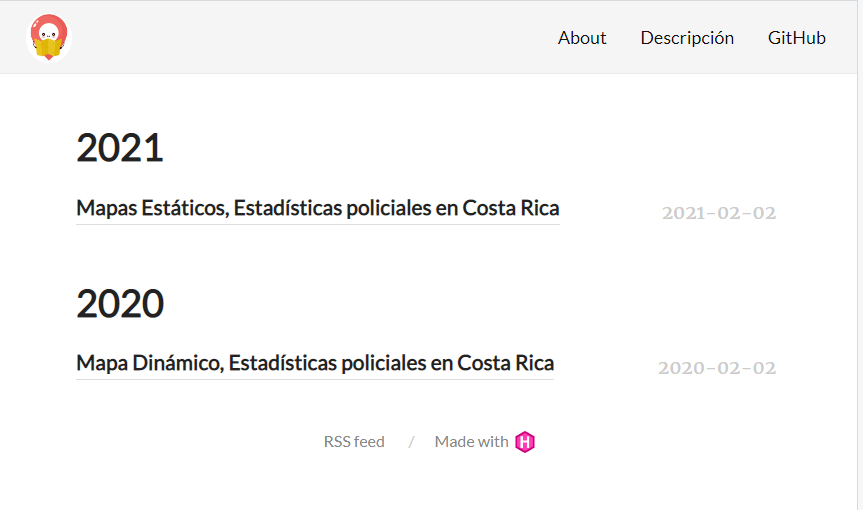 About Descripción GitHub
2021
Mapas Estáticos, Estadísticas policiales en Costa Rica 2021-02-02
2020
Mapa Dinámico, Estadísticas policiales en Costa Rica 2020-02-02
RSS feed / Made with H